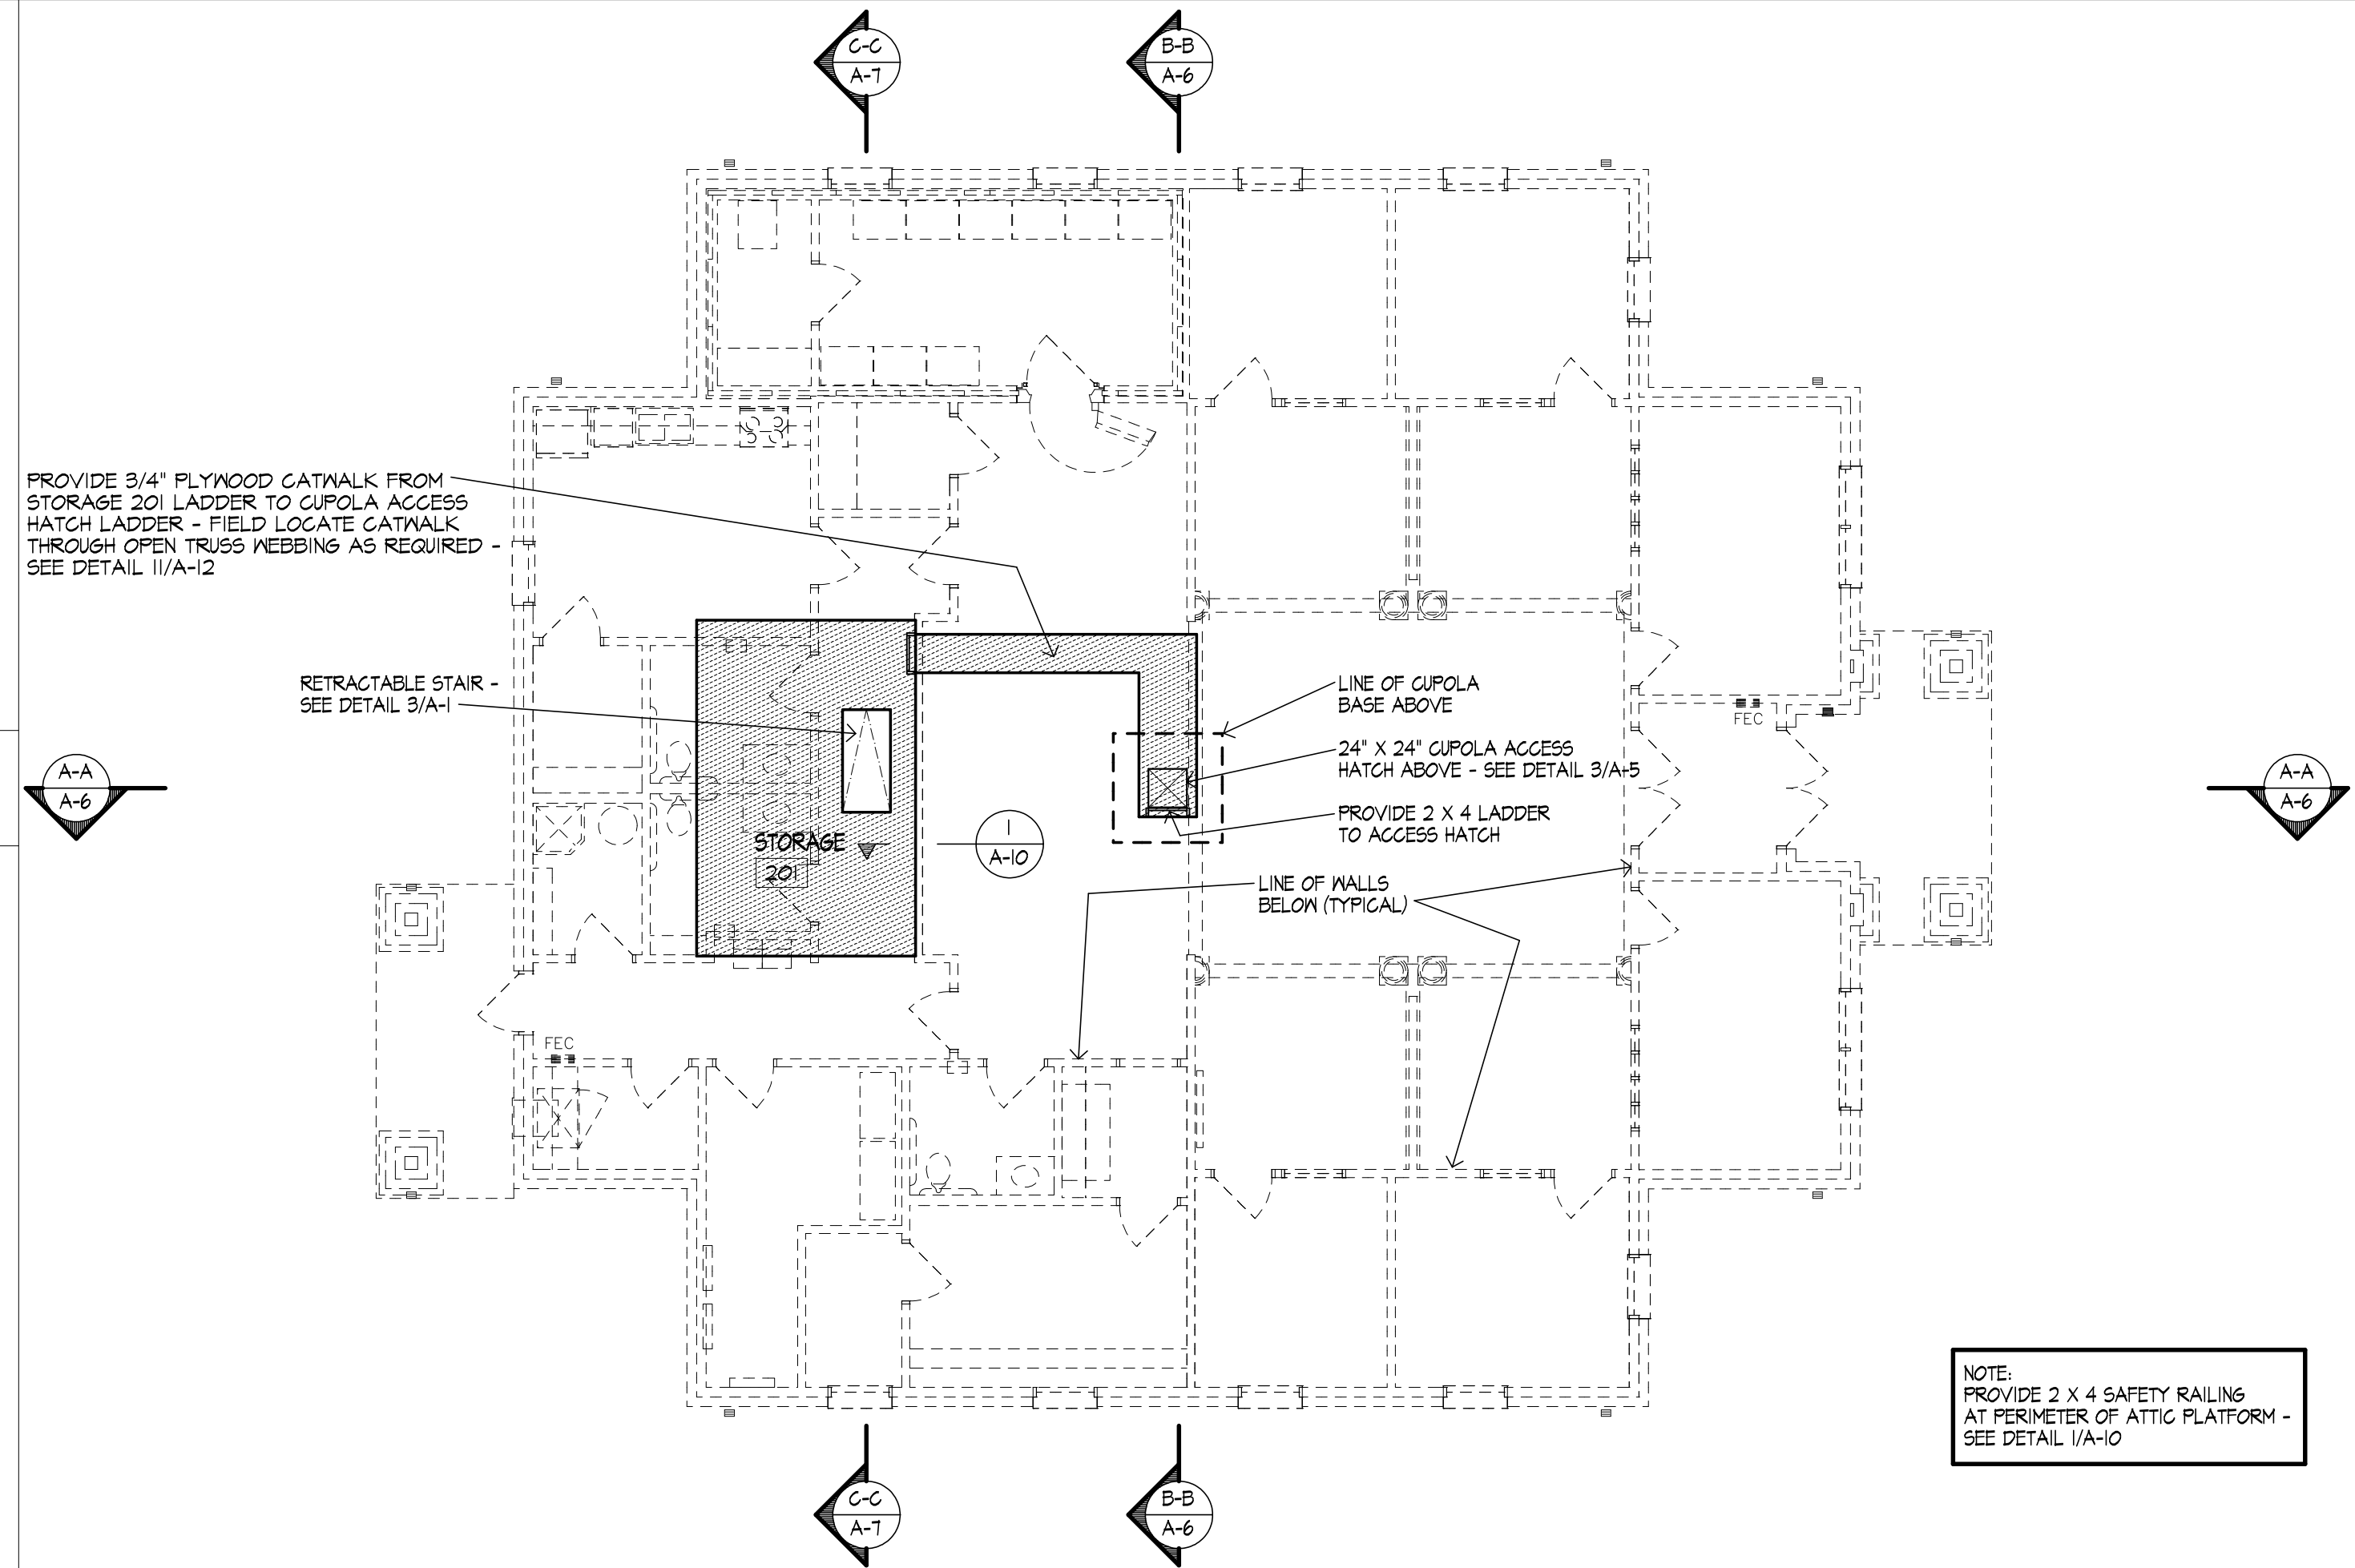 C-C
A-7
B-B
A-6
PROVIDE 3/4" PLYWOOD CATWALK FROM
STORAGE 201 LADDER TO CUPOLA ACCESS
HATCH LADDER - FIELD LOCATE CATWALK
THROUGH OPEN TRUSS WEBBING AS REQUIRED -
SEE DETAIL 11/A-12
RETRACTABLE STAIR -
SEE DETAIL 3/A-1
LINE OF CUPOLA
BASE ABOVE
FEC
24" X 24" CUPOLA ACCESS
HATCH ABOVE - SEE DETAIL 3/A-5
A-A
A-6
A-A
A-6
PROVIDE 2 X 4 LADDER
TO ACCESS HATCH
STORAGE
201
1
A-10
LINE OF WALLS
BELOW (TYPICAL)
FEC
NOTE:
PROVIDE 2 X 4 SAFETY RAILING
AT PERIMETER OF ATTIC PLATFORM -
SEE DETAIL 1/A-10
C-C
A-7
B-B
A-6